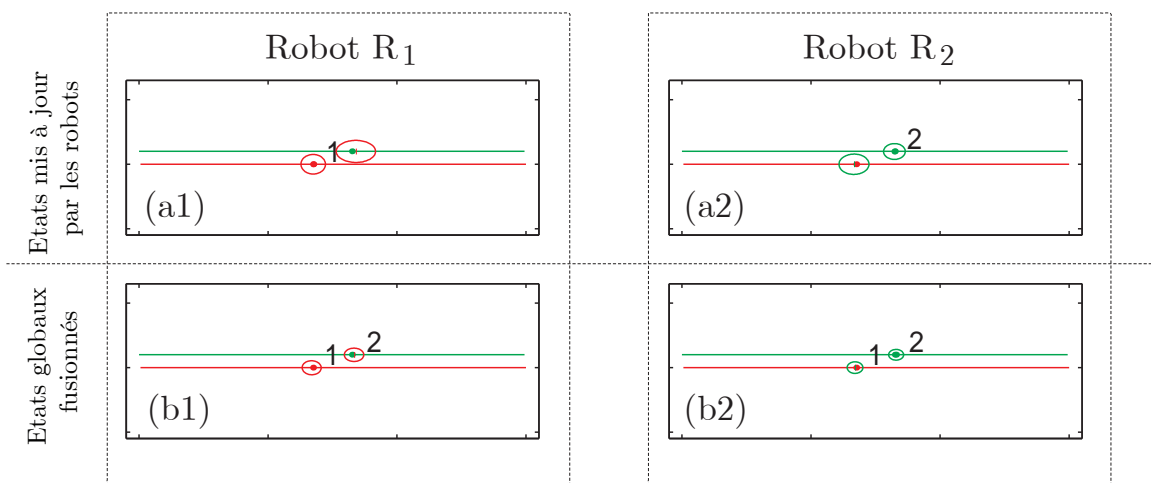 Robot R1
Robot R2
Etats mis à jour
par les robots
1
(a1)
2
(a2)
Etats globaux
fusionnés
1
2
(b1)
1
2
(b2)